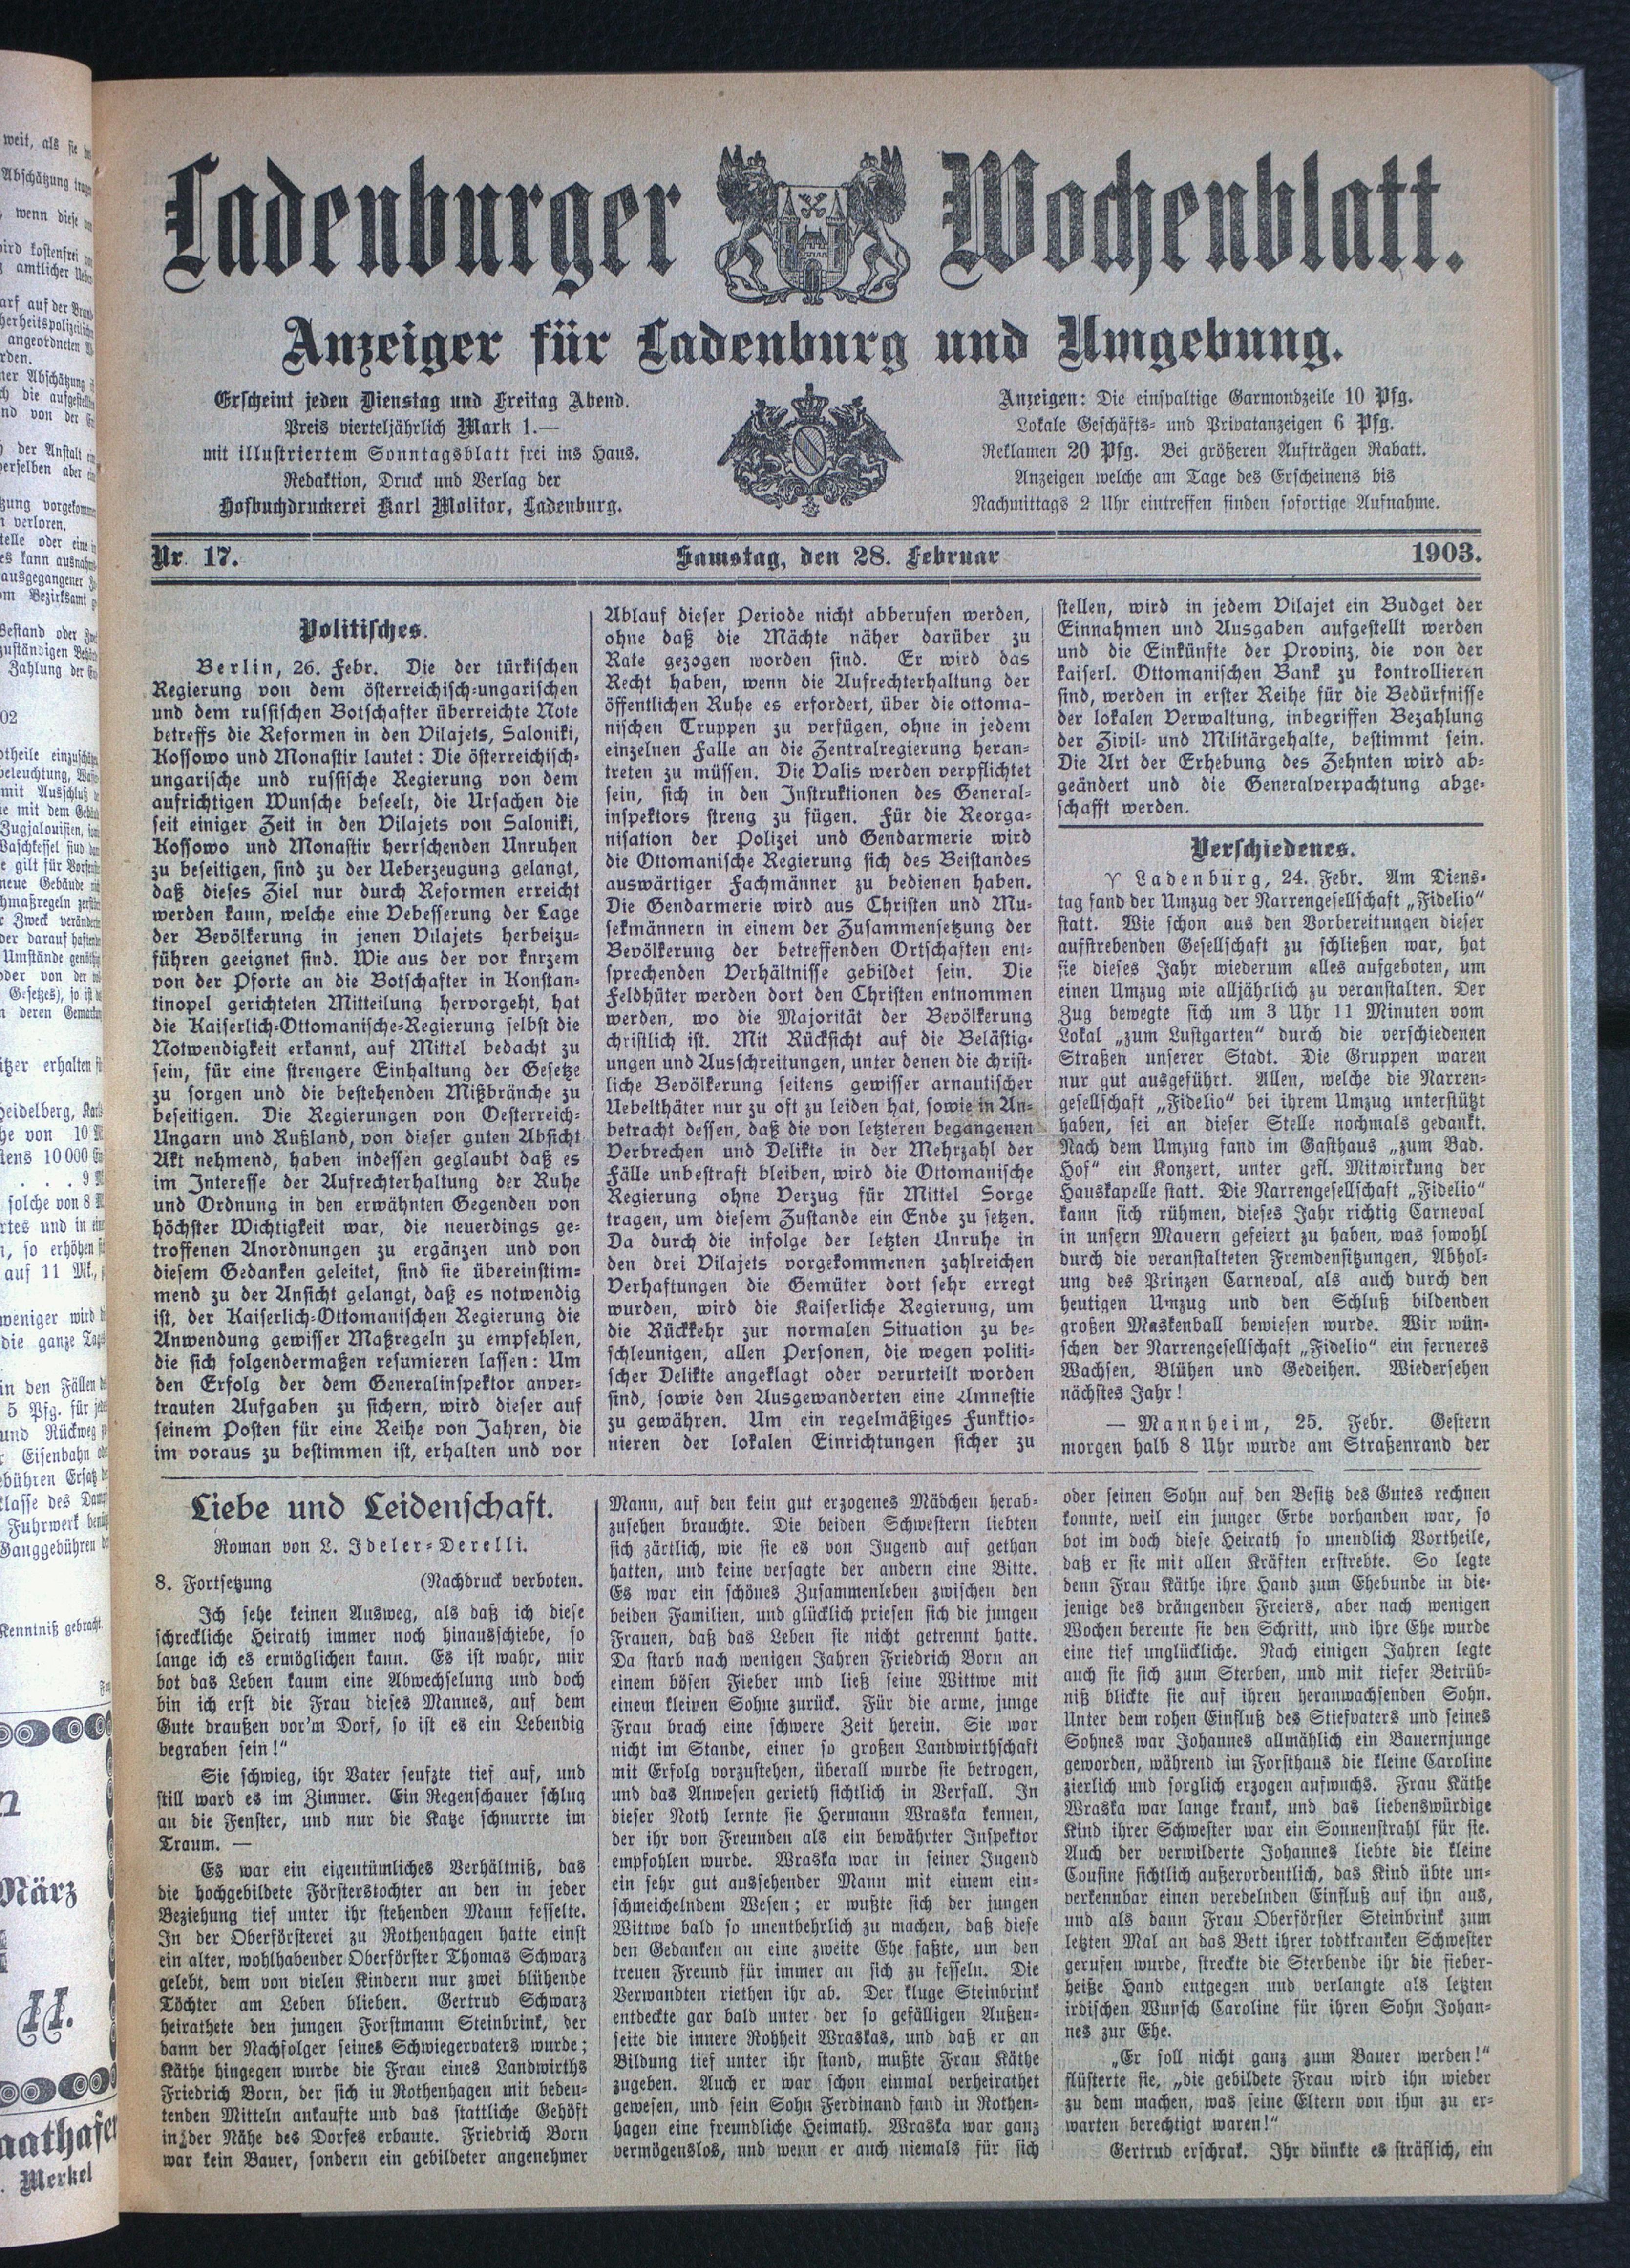 Ladenburger Wochenblatt.
Anzeiger für Ladenburg und Umgebung.
Erscheint jeden Dienstag und Freitag Abend.
Preis vierteljährlich Mark 1.—
mit illustriertem Sonntagsblatt frei ins Haus.
Redaktion, Druck und Verlag der
Hofbuchdruckerei Karl Molitor, Ladenburg.
Anzeigen: Die einspaltige Garmondzeile 10 Pfg.
Lokale Geschäfts- und Privatanzeigen 6 Pfg.
Reklamen 20 Pfg. Bei größeren Aufträgen Rabatt.
Anzeigen welche am Tage des Erscheinens bis
Nachmittags 2 Uhr eintreffen finden sofortige Aufnahme.
Nr. 17. Samstag, den 28. Februar 1903.
Politisches.
Berlin, 26. Febr. Die der türkischen
Regierung von dem österreichisch-ungarischen
und dem russischen Botschafter überreichte Note
betreffs die Reformen in den Vilajets, Saloniki,
Kossowo und Monastir lautet: Die österreichisch-
ungarische und russische Regierung von dem
aufrichtigen Wunsche beseelt, die Ursachen die
seit einiger Zeit in den Vilajets von Saloniki,
Kossowo und Monastir herrschenden Unruhen
zu beseitigen, sind zu der Ueberzeugung gelangt,
daß dieses Ziel nur durch Reformen erreicht
werden kann, welche eine Vebesserung der Lage
der Bevölkerung in jenen Vilajets herbeizu-
führen geeignet sind. Wie aus der vor knrzem
von der Pforte an die Botschafter in Konstan-
tinopel gerichteten Mitteilung hervorgeht, hat
die Kaiserlich-Ottomanische-Regierung selbst die
Notwendigkeit erkannt, auf Mittel bedacht zu
sein, für eine strengere Einhaltung der Gesetze
zu sorgen und die bestehenden Mißbränche zu
beseitigen. Die Regierungen von Oesterreich-
Ungarn und Rußland, von dieser guten Absicht
Akt nehmend, haben indessen geglaubt daß es
im Interesse der Aufrechterhaltung der Ruhe
und Ordnung in den erwähnten Gegenden von
höchster Wichtigkeit war, die neuerdings ge-
troffenen Anordnungen zu ergänzen und von
diesem Gedanken geleitet, sind sie übereinstim-
mend zu der Ansicht gelangt, daß es notwendig
ist, der Kaiserlich-Ottomanischen Regierung die
Anwendung gewisser Maßregeln zu empfehlen,
die sich folgendermaßen resumieren lassen: Um
den Erfolg der dem Generalinspektor anver-
trauten Aufgaben zu sichern, wird dieser auf
seinem Posten für eine Reihe von Jahren, die
im voraus zu bestimmen ist, erhalten und vor
Ablauf dieser Periode nicht abberufen werden,
ohne daß die Mächte näher darüber zu
Rate gezogen worden sind. Er wird das
Recht haben, wenn die Aufrechterhaltung der
öffentlichen Ruhe es erfordert, über die ottoma-
nischen Truppen zu verfügen, ohne in jedem
einzelnen Falle an die Zentralregierung heran-
treten zu müssen. Die Valis werden verpflichtet
sein, sich in den Instruktionen des General-
inspektors streng zu fügen. Für die Reorga-
nisation der Polizei und Gendarmerie wird
die Ottomanische Regierung sich des Beistandes
auswärtiger Fachmänner zu bedienen haben.
Die Gendarmerie wird aus Christen und Mu-
selmännern in einem der Zusammensetzung der
Bevölkerung der betreffenden Ortschaften ent-
sprechenden Verhältnisse gebildet sein. Die
Feldhüter werden dort den Christen entnommen
werden, wo die Majorität der Bevölkerung
christlich ist. Mit Rücksicht auf die Belästig-
ungen und Ausschreitungen, unter denen die christ-
liche Bevölkerung seitens gewisser arnautischer
Uebelthäter nur zu oft zu leiden hat, sowie in An-
betracht dessen, daß die von letzteren begangenen
Verbrechen und Delikte in der Mehrzahl der
Fälle unbestraft bleiben, wird die Ottomanische
Regierung ohne Verzug für Mittel Sorge
tragen, um diesem Zustande ein Ende zu setzen.
Da durch die infolge der letzten Unruhe in
den drei Vilajets vorgekommenen zahlreichen
Verhaftungen die Gemüter dort sehr erregt
wurden, wird die Kaiserliche Regierung, um
die Rückkehr zur normalen Situation zu be-
schleunigen, allen Personen, die wegen politi-
scher Delikte angeklagt oder verurteilt worden
sind, sowie den Ausgewanderten eine Amnestie
zu gewähren. Um ein regelmäßiges Funktio-
nieren der lokalen Einrichtungen sicher zu
stellen, wird in jedem Vilajet ein Budget der
Einnahmen und Ausgaben aufgestellt werden
und die Einkünfte der Provinz, die von der
kaiserl. Ottomanischen Bank zu kontrollieren
sind, werden in erster Reihe für die Bedürfnisse
der lokalen Verwaltung, inbegriffen Bezahlung
der Zivil- und Militärgehalte, bestimmt sein.
Die Art der Erhebung des Zehnten wird ab-
geändert und die Generalverpachtung abge-
schafft werden.
Verschiedenes.
Ladenburg, 24. Febr. Am Diens-
tag fand der Umzug der Narrengesellschaft „Fidelio“
statt. Wie schon aus den Vorbereitungen dieser
aufstrebenden Gesellschaft zu schließen war, hat
sie dieses Jahr wiederum alles aufgeboten, um
einen Umzug wie alljährlich zu veranstalten. Der
Zug bewegte sich um 3 Uhr 11 Minuten vom
Lokal „zum Lustgarten“ durch die verschiedenen
Straßen unserer Stadt. Die Gruppen waren
nur gut ausgeführt. Allen, welche die Narren-
gesellschaft „Fidelio“ bei ihrem Umzug unterstützt
haben, sei an dieser Stelle nochmals gedankt.
Nach dem Umzug fand im Gasthaus „zum Bad.
Hof“ ein Konzert, unter gefl. Mitwirkung der
Hauskapelle statt. Die Narrengesellschaft „Fidelio“
kann sich rühmen, dieses Jahr richtig Carneval
in unsern Mauern gefeiert zu haben, was sowohl
durch die veranstalteten Fremdensitzungen, Abhol-
ung des Prinzen Carneval, als auch durch den
heutigen Umzug und den Schluß bildenden
großen Maskenball bewiesen wurde. Wir wün-
schen der Narrengesellschaft „Fidelio“ ein ferneres
Wachsen, Blühen und Gedeihen. Wiedersehen
nächstes Jahr!
— Mannheim, 25. Febr. Gestern
morgen halb 8 Uhr wurde am Straßenrand der
Liebe und Leidenschaft.
Roman von L. Ideler-Derelli.
8. Fortsetzung (Nachdruck verboten.
Ich sehe keinen Ausweg, als daß ich diese
schreckliche Heirath immer noch hinausschiebe, so
lange ich es ermöglichen kann. Es ist wahr, mir
bot das Leben kaum eine Abwechselung und doch
bin ich erst die Frau dieses Mannes, auf dem
Gute draußen vor'm Dorf, so ist es ein Lebendig
begraben sein!“
Sie schwieg, ihr Vater seufzte tief auf, und
still ward es im Zimmer. Ein Regenschauer schlug
an die Fenster, und nur die Katze schnurrte im
Traum. —
Es war ein eigentümliches Verhältniß, das
die hochgebildete Försterstochter an den in jeder
Beziehung tief unter ihr stehenden Mann fesselte.
In der Oberförsterei zu Rothenhagen hatte einst
ein alter, wohlhabender Oberförster Thomas Schwarz
gelebt, dem von vielen Kindern nur zwei blühende
Töchter am Leben blieben. Gertrud Schwarz
heirathete den jungen Forstmann Steinbrink, der
dann der Nachfolger seines Schwiegervaters wurde;
Käthe hingegen wurde die Frau eines Landwirths
Friedrich Born, der sich in Rothenhagen mit beden-
tenden Mitteln ankaufte und das stattliche Gehöft
in der Nähe des Dorfes erbaute. Friedrich Born
war kein Bauer, sondern ein gebildeter angenehmer
Mann, auf den kein gut erzogenes Mädchen herab-
zusehen brauchte. Die beiden Schwestern liebten
sich zärtlich, wie sie es von Jugend auf gethan
hatten, und keine versagte der andern eine Bitte.
Es war ein schönes Zusammenleben zwischen den
beiden Familien, und glücklich priesen sich die jungen
Frauen, daß das Leben sie nicht getrennt hatte.
Da starb nach wenigen Jahren Friedrich Born an
einem bösen Fieber und ließ seine Wittwe mit
einem kleinen Sohne zurück. Für die arme, junge
Frau brach eine schwere Zeit herein. Sie war
nicht im Stande, einer so großen Landwirthschaft
mit Erfolg vorzustehen, überall wurde sie betrogen,
und das Anwesen gerieth sichtlich in Verfall. In
dieser Noth lernte sie Hermann Wraska kennen,
der ihr von Freunden als ein bewährter Inspektor
empfohlen wurde. Wraska war in seiner Jugend
ein sehr gut aussehender Mann mit einem ein-
schmeichelndem Wesen; er wußte sich der jungen
Wittwe bald so unentbehrlich zu machen, daß diese
den Gedanken an eine zweite Ehe faßte, um den
treuen Freund für immer an sich zu fesseln. Die
Verwandten riethen ihr ab. Der kluge Steinbrink
entdeckte gar bald unter der so gefälligen Außen-
seite die innere Rohheit Wraskas, und daß er an
Bildung tief unter ihr stand, mußte Frau Käthe
zugeben. Auch er war schon einmal verheirathet
gewesen, und sein Sohn Ferdinand fand in Rothen-
hagen eine freundliche Heimath. Wraska war ganz
vermögenslos, und wenn er auch niemals für sich
oder seinen Sohn auf den Besitz des Gutes rechnen
konnte, weil ein junger Erbe vorhanden war, so
bot im doch diese Heirath so unendlich Vortheile,
daß er sie mit allen Kräften erstrebte. So legte
denn Frau Käthe ihre Hand zum Ehebunde in die-
jenige des drängenden Freiers, aber nach wenigen
Wochen bereute sie den Schritt, und ihre Ehe wurde
eine tief unglückliche. Nach einigen Jahren legte
auch sie sich zum Sterben, und mit tiefer Betrüb-
niß blickte sie auf ihren heranwachsenden Sohn.
Unter dem rohen Einfluß des Stiefvaters und seines
Sohnes war Johannes allmählich ein Bauernjunge
geworden, während im Forsthaus die kleine Caroline
zierlich und sorglich erzogen aufwuchs. Frau Käthe
Wraska war lange krank, und das liebenswürdige
Kind ihrer Schwester war ein Sonnenstrahl für sie.
Auch der verwilderte Johannes liebte die kleine
Cousine sichtlich außerordentlich, das Kind übte un-
verkennbar einen veredelnden Einfluß auf ihn aus,
und als dann Frau Oberförster Steinbrink zum
letzten Mal an das Bett ihrer todtkranken Schwester
gerufen wurde, streckte die Sterbende ihr die fieber-
heiße Hand entgegen und verlangte als letzten
irdischen Wunsch Caroline für ihren Sohn Johan-
nes zur Ehe.
„Er soll nicht ganz zum Bauer werden!“
flüsterte sie, „die gebildete Frau wird ihn wieder
zu dem machen, was seine Eltern von ihm zu er-
warten berechtigt waren!“
Gertrud erschrak. Ihr dünkte es sträflich, ein